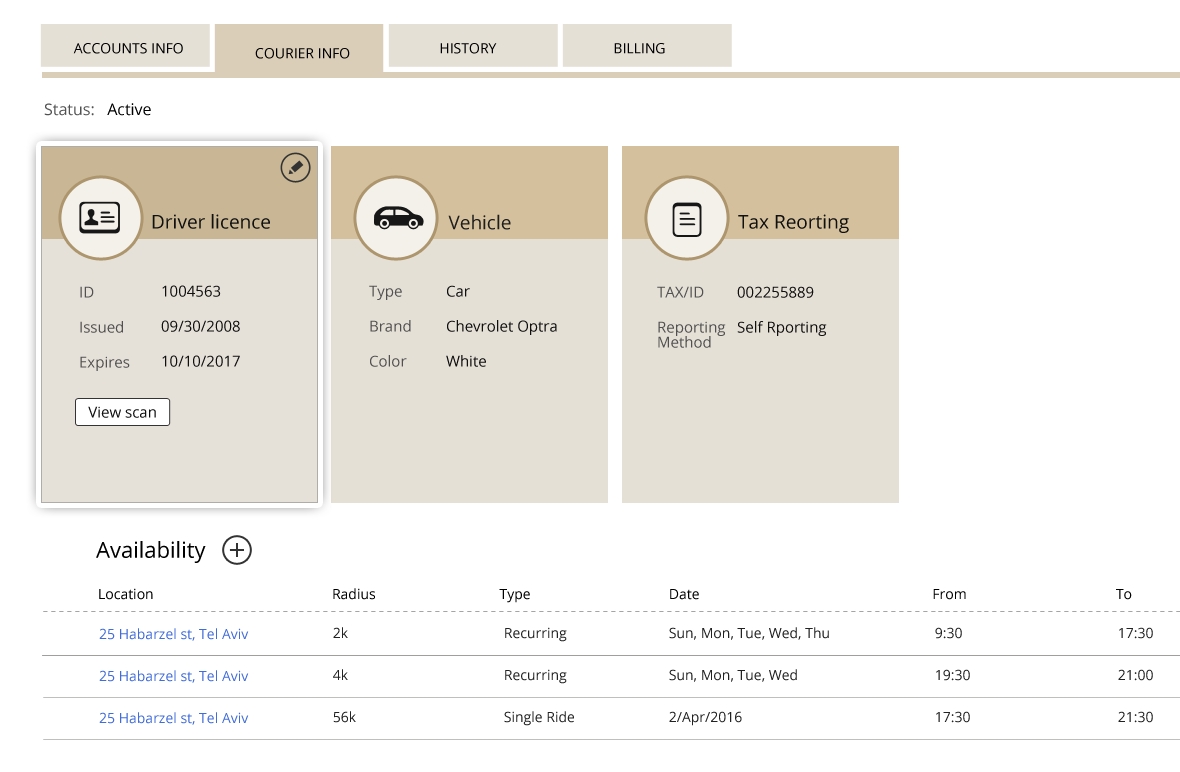 ACCOUNTS INFO COURIER INFO HISTORY BILLING
Status: Active
Driver licence
ID 1004563
Issued 09/30/2008
Expires 10/10/2017
View scan
Vehicle
Type Car
Brand Chevrolet Optra
Color White
Tax Reorting
TAX/ID 002255889
Reporting Self Rporting
Method
Availability
Location Radius Type Date From To
25 Habarzel st, Tel Aviv 2k Recurring Sun, Mon, Tue, Wed, Thu 9:30 17:30
25 Habarzel st, Tel Aviv 4k Recurring Sun, Mon, Tue, Wed 19:30 21:00
25 Habarzel st, Tel Aviv 56k Single Ride 2/Apr/2016 17:30 21:30